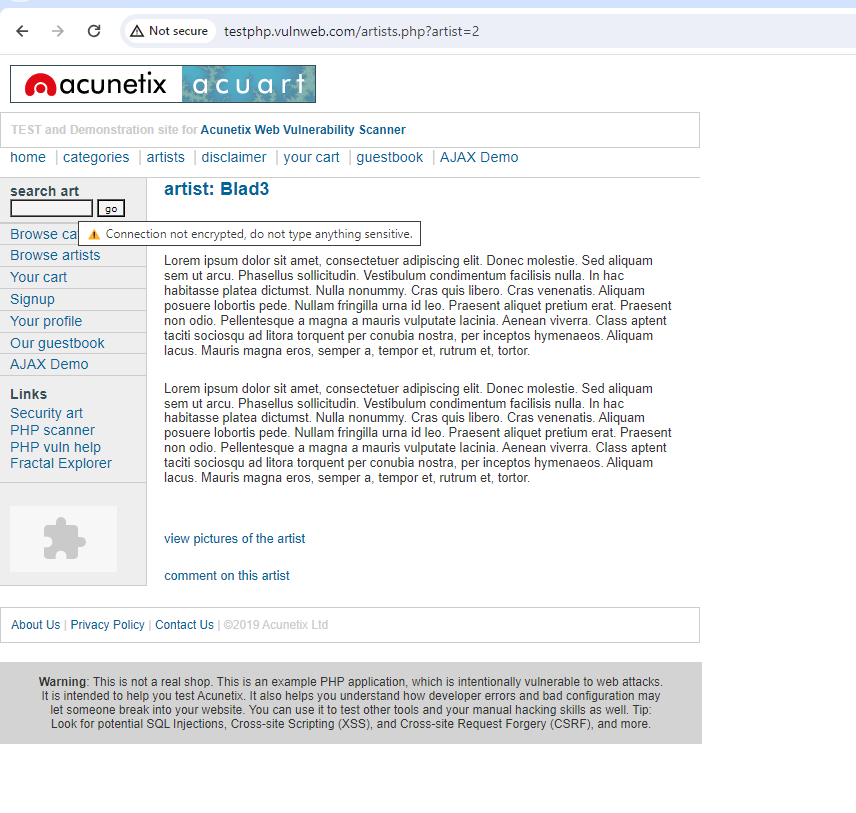 Not secure testphp.vulnweb.com/artists.php?artist=2
acunetix acuart
TEST and Demonstration site for Acunetix Web Vulnerability Scanner
home | categories | artists | disclaimer | your cart | guestbook | AJAX Demo
search art
go
Browse ca
Connection not encrypted, do not type anything sensitive.
Browse artists
Your cart
Signup
Your profile
Our guestbook
AJAX Demo
Links
Security art
PHP scanner
PHP vuln help
Fractal Explorer
artist: Blad3
Lorem ipsum dolor sit amet, consectetuer adipiscing elit. Donec molestie. Sed aliquam
sem ut arcu. Phasellus sollicitudin. Vestibulum condimentum facilisis nulla. In hac
habitasse platea dictumst. Nulla nonummy. Cras quis libero. Cras venenatis. Aliquam
posuere lobortis pede. Nullam fringilla urna id leo. Praesent aliquet pretium erat. Praesent
non odio. Pellentesque a magna a mauris vulputate lacinia. Aenean viverra. Class aptent
taciti sociosqu ad litora torquent per conubia nostra, per inceptos hymenaeos. Aliquam
lacus. Mauris magna eros, semper a, tempor et, rutrum et, tortor.
Lorem ipsum dolor sit amet, consectetuer adipiscing elit. Donec molestie. Sed aliquam
sem ut arcu. Phasellus sollicitudin. Vestibulum condimentum facilisis nulla. In hac
habitasse platea dictumst. Nulla nonummy. Cras quis libero. Cras venenatis. Aliquam
posuere lobortis pede. Nullam fringilla urna id leo. Praesent aliquet pretium erat. Praesent
non odio. Pellentesque a magna a mauris vulputate lacinia. Aenean viverra. Class aptent
taciti sociosqu ad litora torquent per conubia nostra, per inceptos hymenaeos. Aliquam
lacus. Mauris magna eros, semper a, tempor et, rutrum et, tortor.
view pictures of the artist
comment on this artist
About Us | Privacy Policy | Contact Us | ©2019 Acunetix Ltd
Warning: This is not a real shop. This is an example PHP application, which is intentionally vulnerable to web attacks.
It is intended to help you test Acunetix. It also helps you understand how developer errors and bad configuration may
let someone break into your website. You can use it to test other tools and your manual hacking skills as well. Tip:
Look for potential SQL Injections, Cross-site Scripting (XSS), and Cross-site Request Forgery (CSRF), and more.